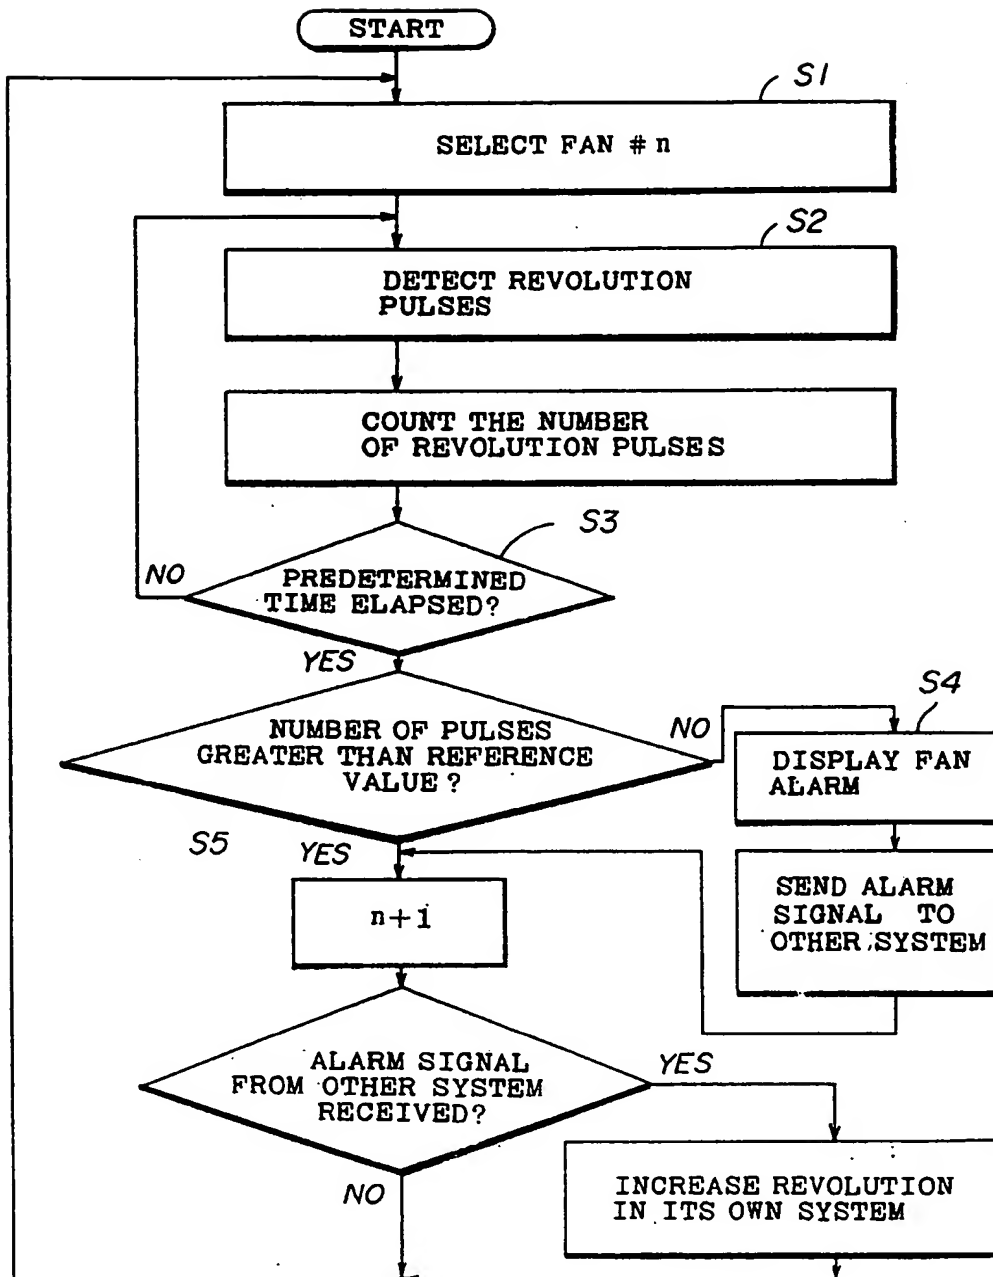 START
S1
SELECT FAN # n
S2
DETECT REVOLUTION
PULSES
COUNT THE NUMBER
OF REVOLUTION PULSES
S3
NO
PREDETERMINED
TIME ELAPSED?
YES
S4
NUMBER OF PULSES
GREATER THAN REFERENCE
VALUE?
NO
DISPLAY FAN
ALARM
S5
YES
SEND ALARM
SIGNAL TO
OTHER SYSTEM
n+1
ALARM SIGNAL
FROM OTHER SYSTEM
RECEIVED?
YES
NO
INCREASE REVOLUTION
IN ITS OWN SYSTEM